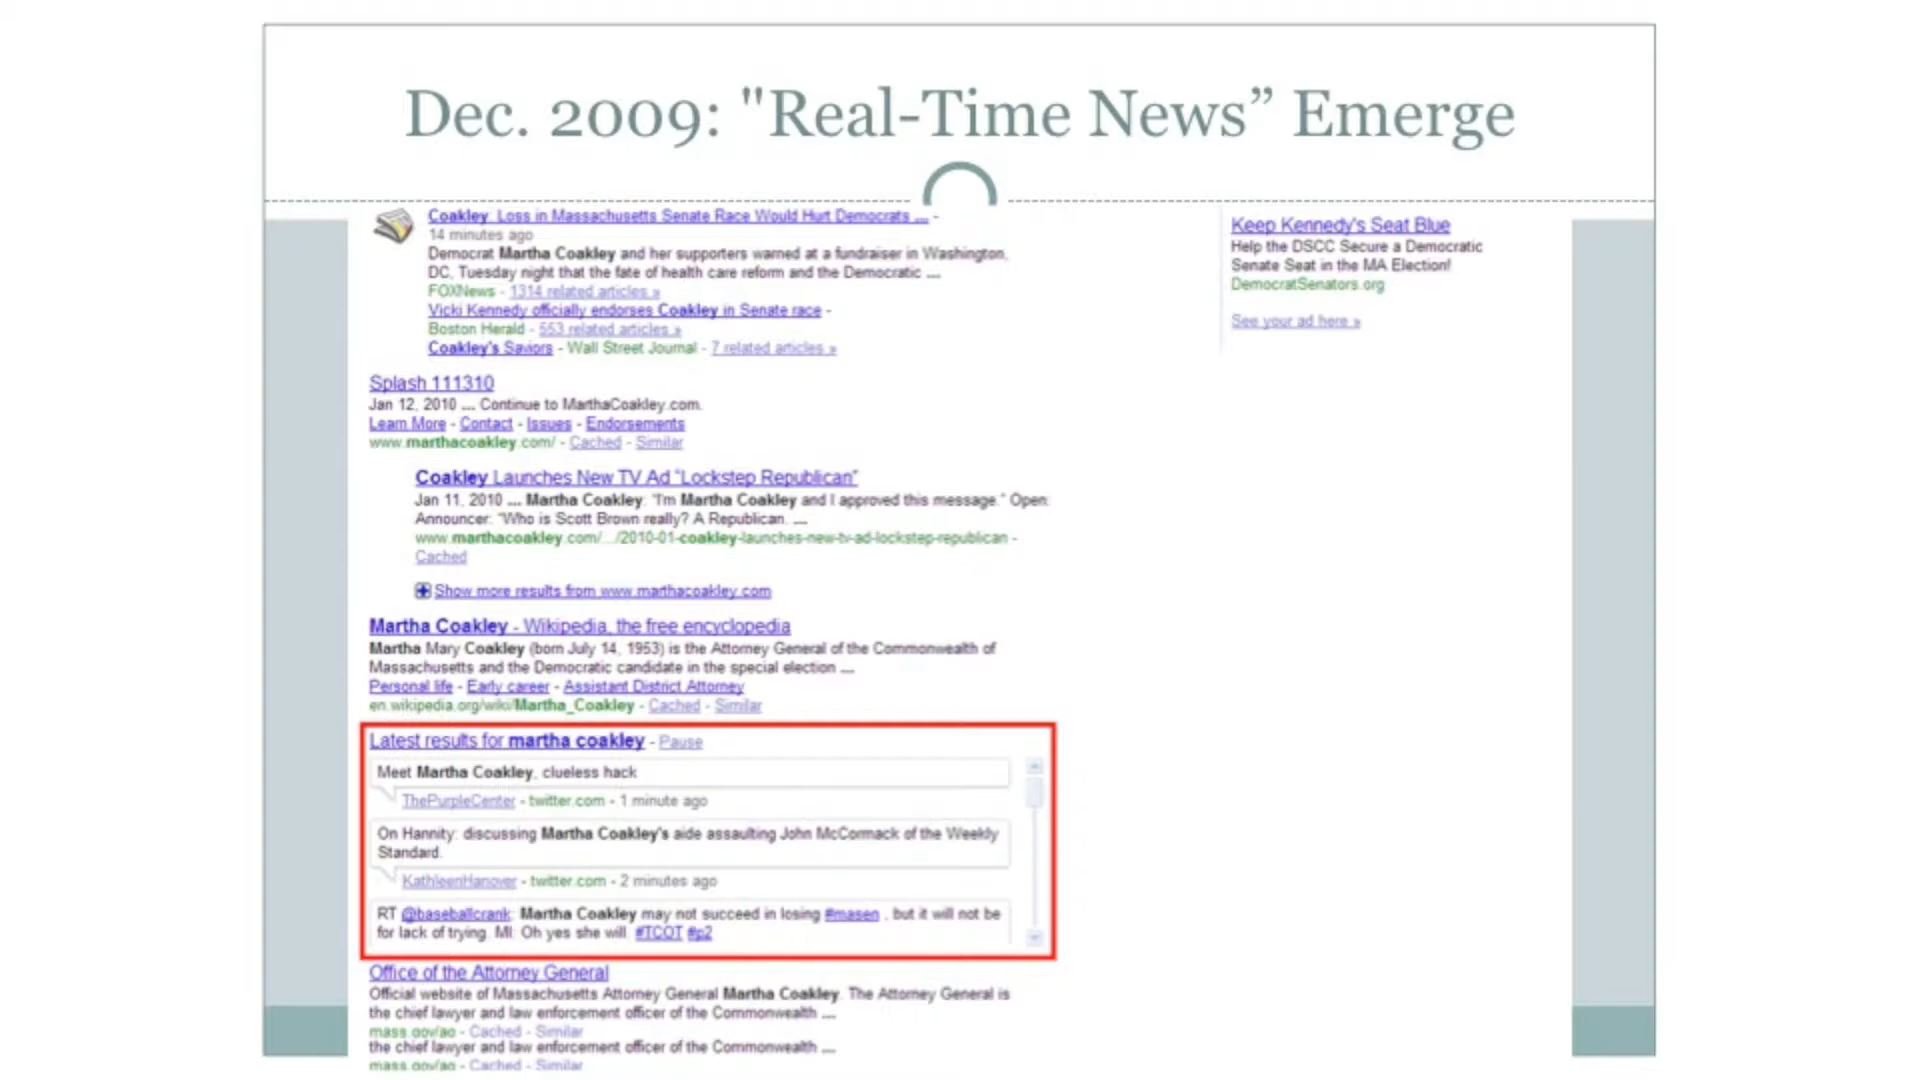 Dec. 2009: "Real-Time News” Emerge
Coakley Loss in Massachusetts Senate Race Would Hurt Democrats ... -
14 minutes ago
Democrat Martha Coakley and her supporters warned at a fundraiser in Washington,
DC, Tuesday night that the fate of health care reform and the Democratic ...
FOXNews - 1314 related articles »
Vicki Kennedy officially endorses Coakley in Senate race -
Boston Herald - 553 related articles »
Coakley's Saviors - Wall Street Journal - 7 related articles »
Keep Kennedy's Seat Blue
Help the DSCC Secure a Democratic
Senate Seat in the MA Election!
DemocratSenators.org
See your ad here »
Splash 111310
Jan 12, 2010 ... Continue to MarthaCoakley.com.
Learn More - Contact - Issues - Endorsements
www.marthacoakley.com/ - Cached - Similar
Coakley Launches New TV Ad "Lockstep Republican"
Jan 11, 2010 ... Martha Coakley: "I'm Martha Coakley and I approved this message." Open:
Announcer: "Who is Scott Brown really? A Republican. ...
www.marthacoakley.com/.../2010-01-coakley-launches-new-tv-ad-lockstep-republican -
Cached
Show more results from www.marthacoakley.com
Martha Coakley - Wikipedia, the free encyclopedia
Martha Mary Coakley (born July 14, 1953) is the Attorney General of the Commonwealth of
Massachusetts and the Democratic candidate in the special election ...
Personal life - Early career - Assistant District Attorney
en.wikipedia.org/wiki/Martha_Coakley - Cached - Similar
Latest results for martha coakley - Pause
Meet Martha Coakley, clueless hack
ThePurpleCenter - twitter.com - 1 minute ago
On Hannity: discussing Martha Coakley's aide assaulting John McCormack of the Weekly
Standard.
KathleenHanover - twitter.com - 2 minutes ago
RT @baseballcrank: Martha Coakley may not succeed in losing #masen , but it will not be
for lack of trying. MI: Oh yes she will. #TCOT #p2
Office of the Attorney General
Official website of Massachusetts Attorney General Martha Coakley. The Attorney General is
the chief lawyer and law enforcement officer of the Commonwealth ...
mass.gov/ao - Cached - Similar
the chief lawyer and law enforcement officer of the Commonwealth ...
mass.gov/ao - Cached - Similar